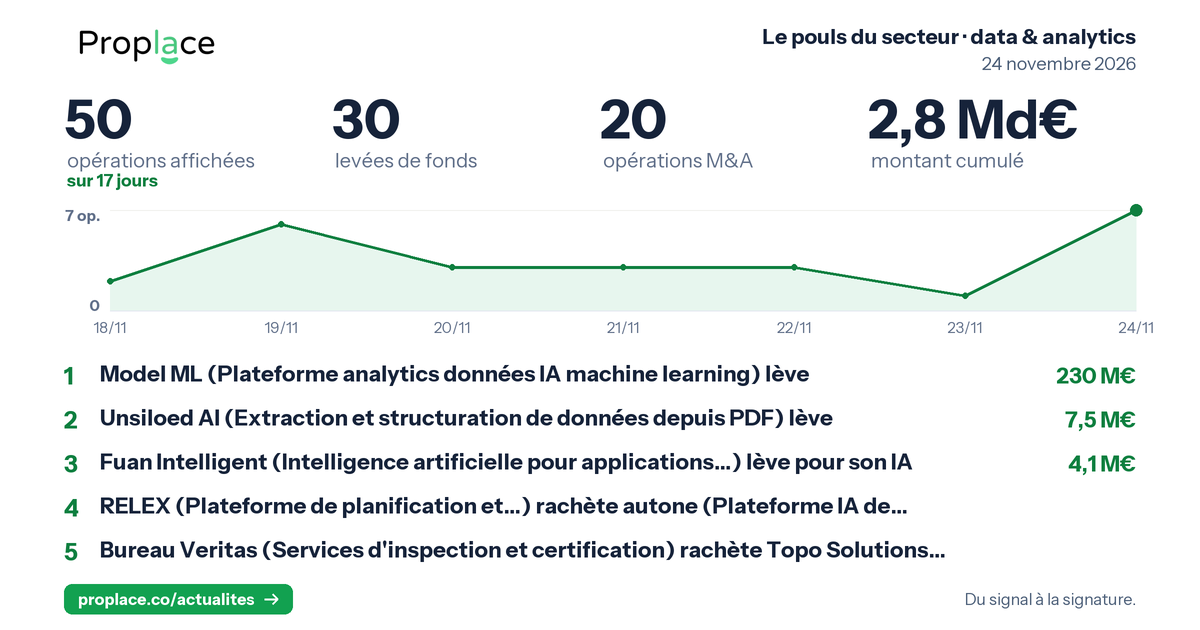 Proplace
Le pouls du secteur · data & analytics
24 novembre 2026
50
opérations affichées
sur 17 jours
30
levées de fonds
20
opérations M&A
2,8 Md€
montant cumulé
7 op.
0
18/11 19/11 20/11 21/11 22/11 23/11 24/11
1 Model ML (Plateforme analytics données IA machine learning) lève 230 M€
2 Unsiloed AI (Extraction et structuration de données depuis PDF) lève 7,5 M€
3 Fuan Intelligent (Intelligence artificielle pour applications...) lève pour son IA 4,1 M€
4 RELEX (Plateforme de planification et...) rachète autone (Plateforme IA de...
5 Bureau Veritas (Services d'inspection et certification) rachète Topo Solutions...
proplace.co/actualites →
Du signal à la signature.